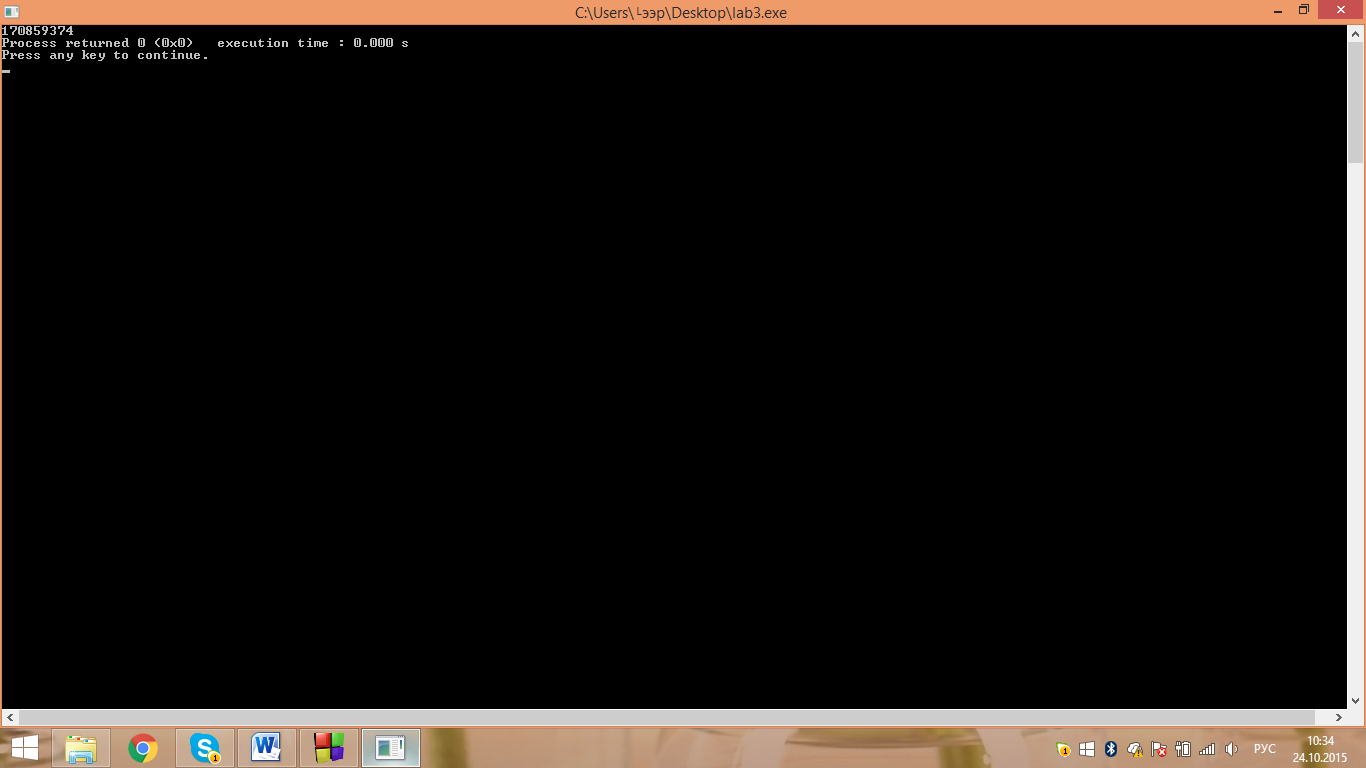 C:\Users\└ээр\Desktop\lab3.exe
170859374
Process returned 0 (0x0)   execution time : 0.000 s
Press any key to continue.
РУС
10:34
24.10.2015